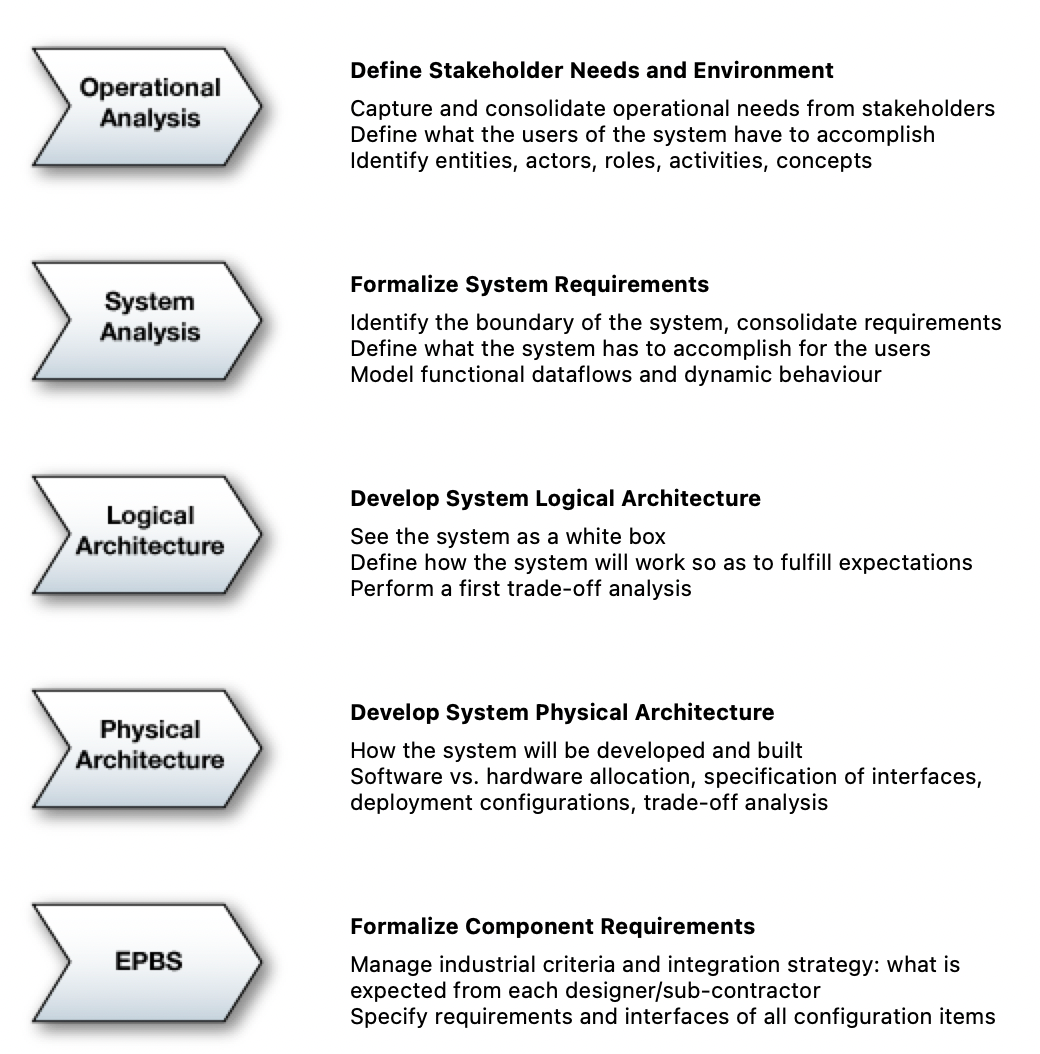 Operational
Analysis
Define Stakeholder Needs and Environment
Capture and consolidate operational needs from stakeholders
Define what the users of the system have to accomplish
Identify entities, actors, roles, activities, concepts
System
Analysis
Formalize System Requirements
Identify the boundary of the system, consolidate requirements
Define what the system has to accomplish for the users
Model functional dataflows and dynamic behaviour
Logical
Architecture
Develop System Logical Architecture
See the system as a white box
Define how the system will work so as to fulfill expectations
Perform a first trade-off analysis
Physical
Architecture
Develop System Physical Architecture
How the system will be developed and built
Software vs. hardware allocation, specification of interfaces,
deployment configurations, trade-off analysis
EPBS
Formalize Component Requirements
Manage industrial criteria and integration strategy: what is
expected from each designer/sub-contractor
Specify requirements and interfaces of all configuration items